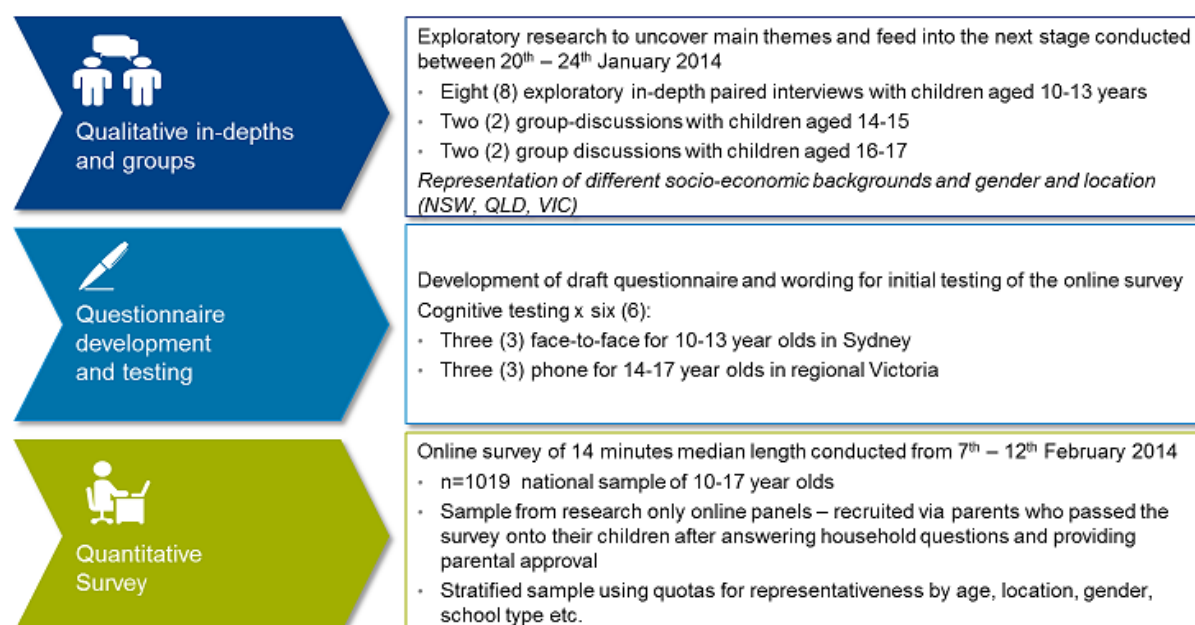 Qualitative in-depths
and groups
Exploratory research to uncover main themes and feed into the next stage conducted
between 20th – 24th January 2014
· Eight (8) exploratory in-depth paired interviews with children aged 10-13 years
· Two (2) group-discussions with children aged 14-15
· Two (2) group discussions with children aged 16-17
Representation of different socio-economic backgrounds and gender and location
(NSW, QLD, VIC)
Questionnaire
development
and testing
Development of draft questionnaire and wording for initial testing of the online survey
Cognitive testing x six (6):
· Three (3) face-to-face for 10-13 year olds in Sydney
· Three (3) phone for 14-17 year olds in regional Victoria
Quantitative
Survey
Online survey of 14 minutes median length conducted from 7th – 12th February 2014
· n=1019 national sample of 10-17 year olds
· Sample from research only online panels – recruited via parents who passed the
survey onto their children after answering household questions and providing
parental approval
· Stratified sample using quotas for representativeness by age, location, gender,
school type etc.